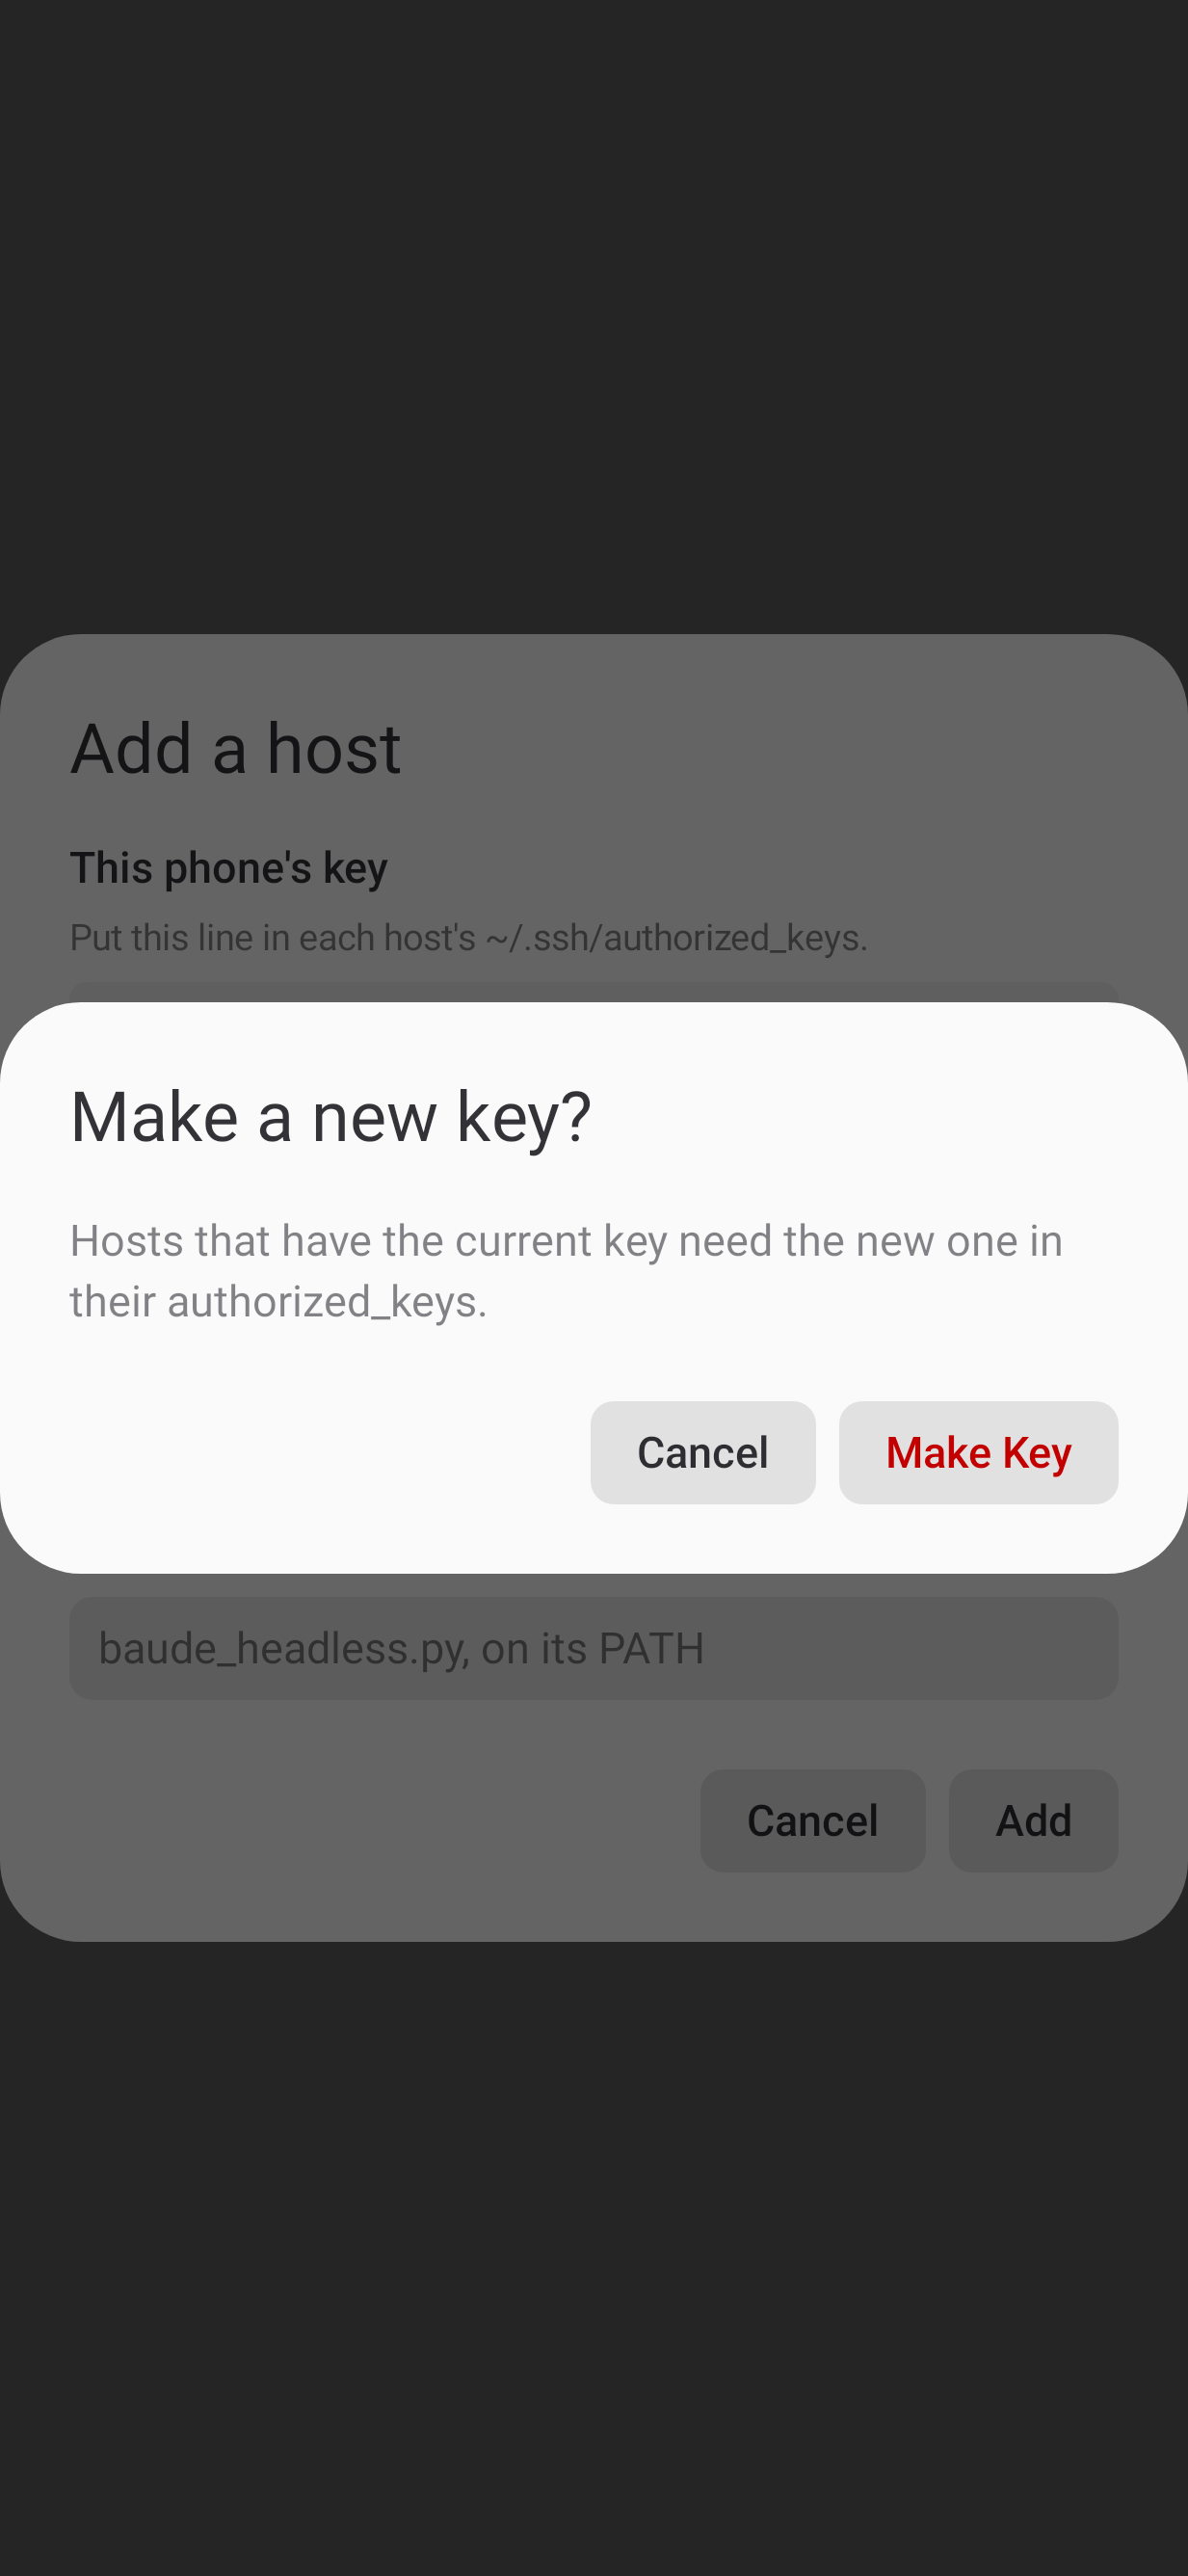 Add a host
This phone's key
Put this line in each host's ~/.ssh/authorized_keys.
Make a new key?
Hosts that have the current key need the new one in
their authorized_keys.
Cancel
Make Key
baude_headless.py, on its PATH
Cancel
Add